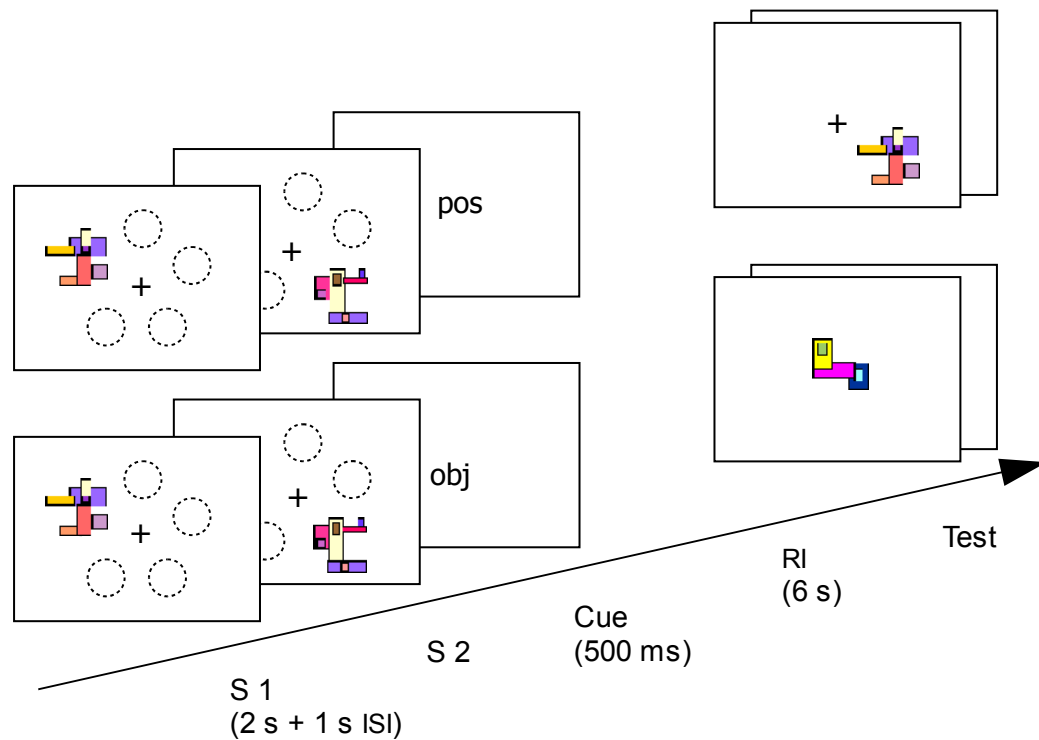 pos
obj
Test
RI
(6 s)
Cue
(500 ms)
S 2
S 1
(2 s + 1 s ISI)